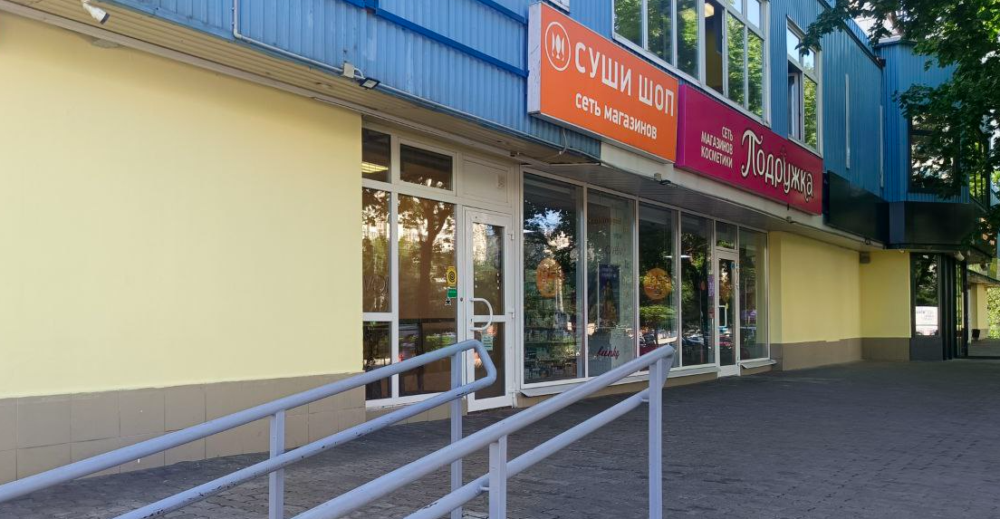 СУШИ ШОП
сеть магазинов
СЕТЬ
МАГАЗИНОВ
КОСМЕТИКИ
Подружка